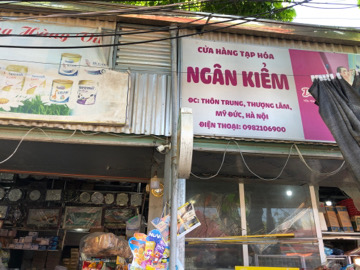 CỬA HÀNG TẠP HÓA
NGÂN KIỂM
ĐC: THÔN TRUNG, THƯỢNG LÂM,
MỸ ĐỨC, HÀ NỘI
ĐIỆN THOẠI: 0982106900